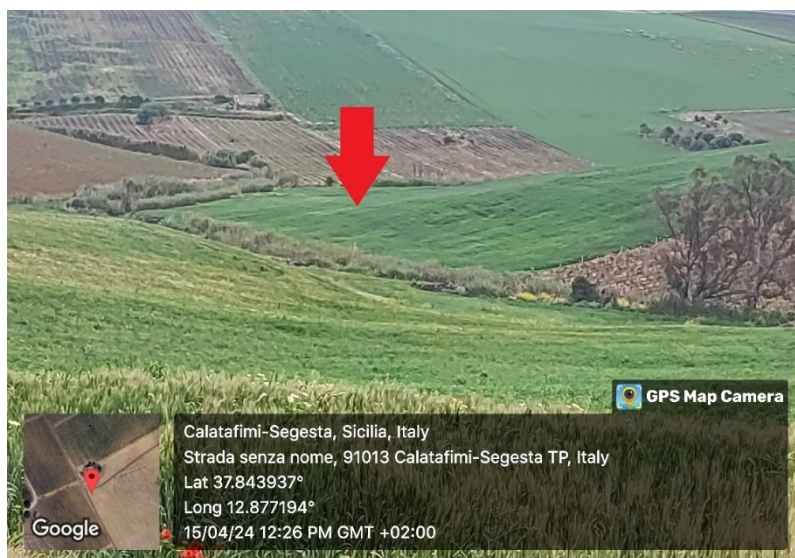 GPS Map Camera
Calatafimi-Segesta, Sicilia, Italy
Strada senza nome, 91013 Calatafimi-Segesta TP, Italy
Lat 37.843937°
Long 12.877194°
15/04/24 12:26 PM GMT +02:00
Google